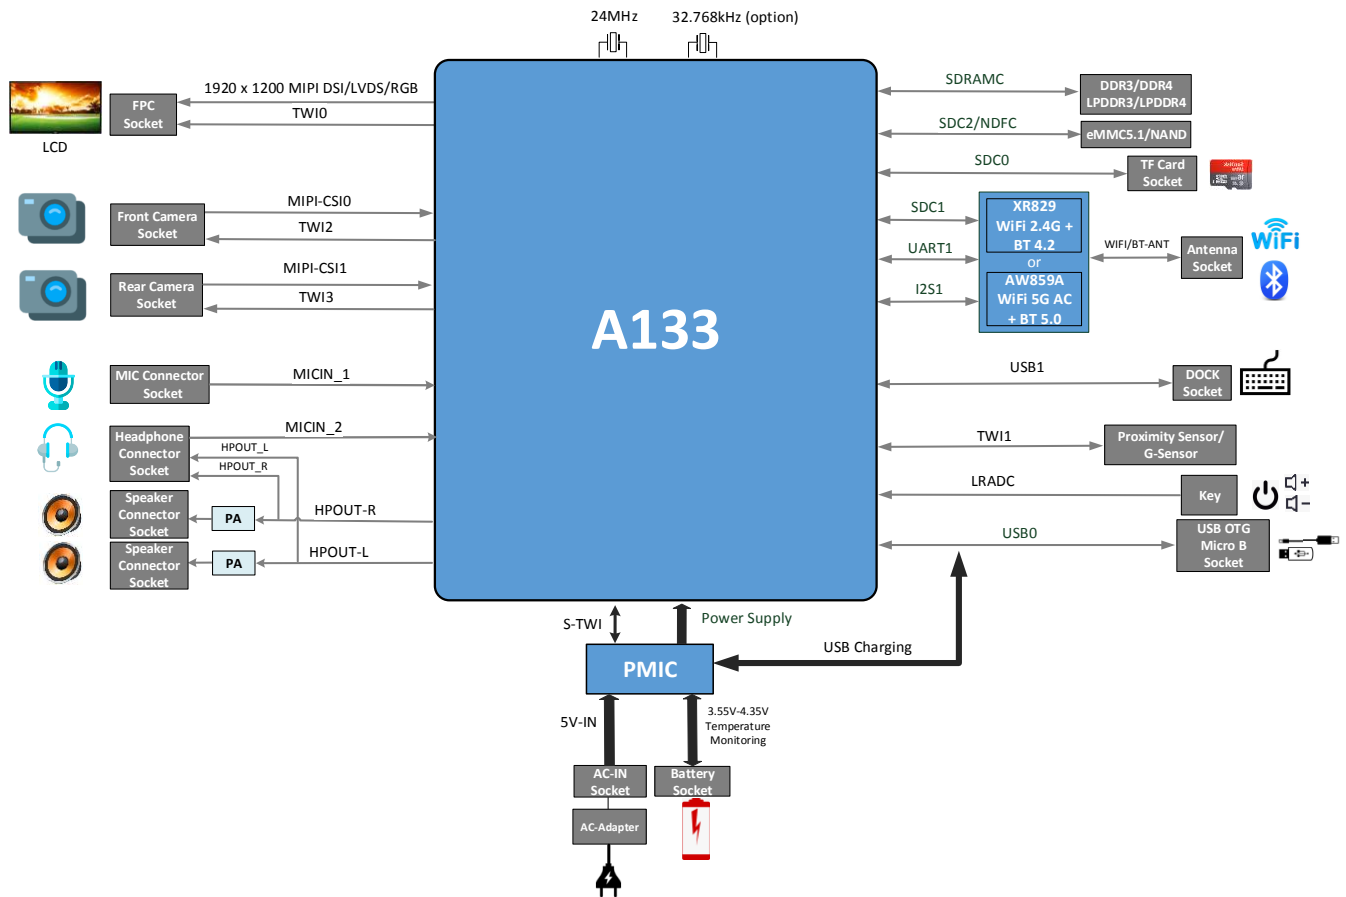 24MHz
32.768kHz (option)
1920 x 1200 MIPI DSI/LVDS/RGB
FPC
Socket
TWI0
LCD
MIPI-CSI0
Front Camera
Socket
TWI2
MIPI-CSI1
Rear Camera
Socket
TWI3
MIC Connector
Socket
MICIN_1
Headphone
Connector
Socket
MICIN_2
HPOUT_L
HPOUT_R
Speaker
Connector
Socket
PA
HPOUT-R
Speaker
Connector
Socket
PA
HPOUT-L
A133
SDRAMC
DDR3/DDR4
LPDDR3/LPDDR4
SDC2/NDFC
eMMC5.1/NAND
SDC0
TF Card
Socket
SDC1
UART1
I2S1
XR829
WiFi 2.4G +
BT 4.2
or
AW859A
WiFi 5G AC
+ BT 5.0
WIFI/BT-ANT
Antenna
Socket
WiFi
USB1
DOCK
Socket
TWI1
Proximity Sensor/
G-Sensor
LRADC
Key
USB0
USB OTG
Micro B
Socket
S-TWI
Power Supply
PMIC
USB Charging
5V-IN
3.55V-4.35V
Temperature
Monitoring
AC-IN
Socket
Battery
Socket
AC-Adapter